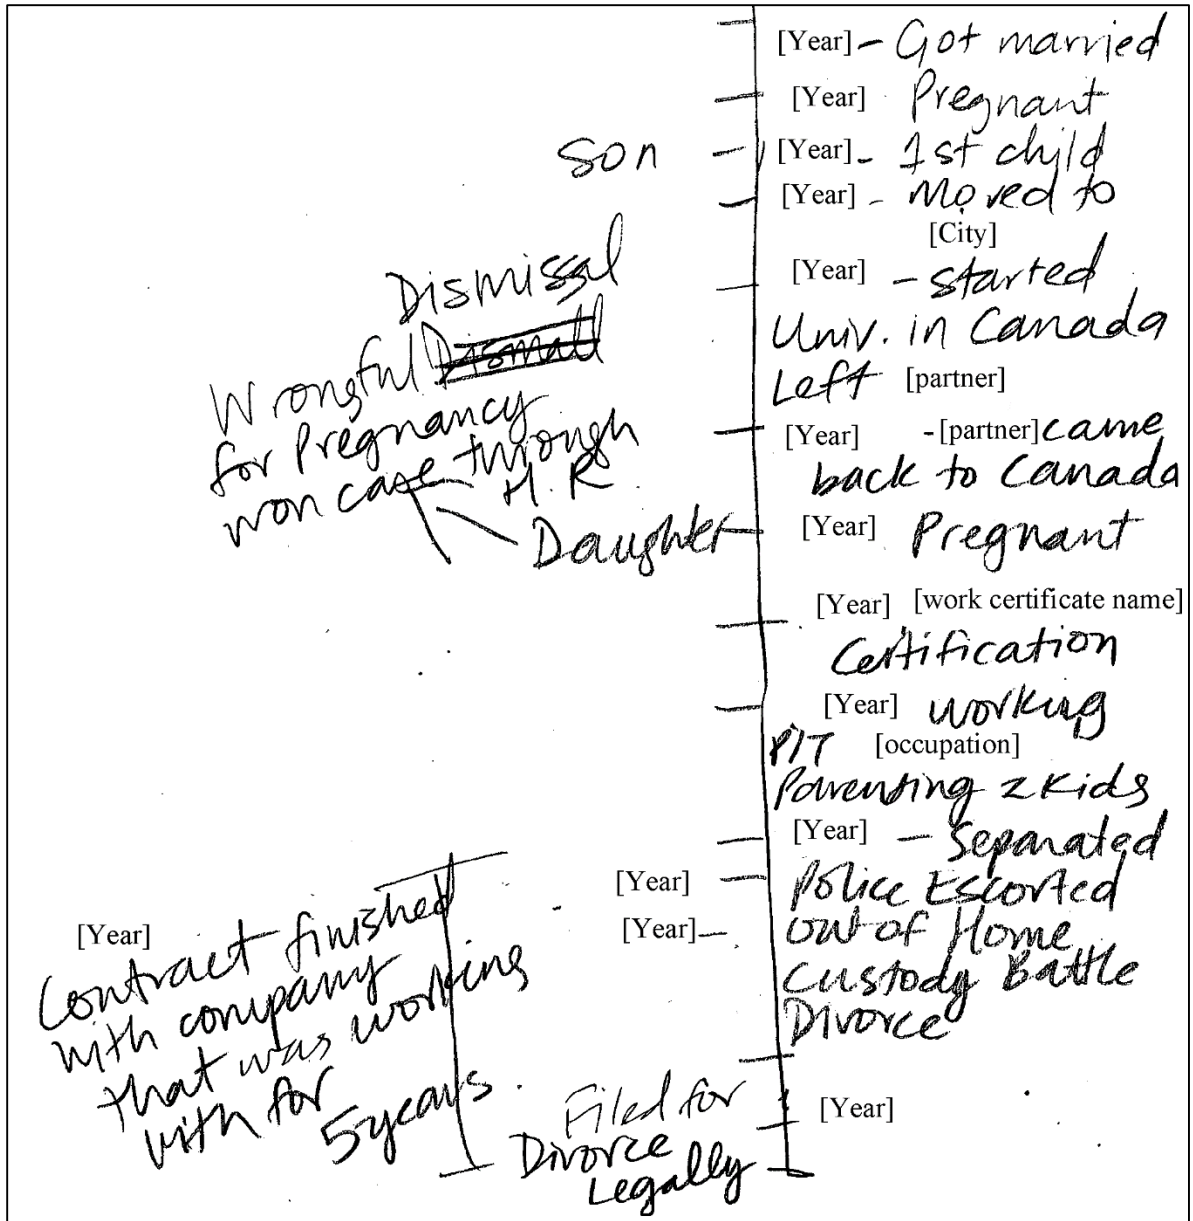 [Year] - Got married
[Year] Pregnant
son [Year] - 1st child
[Year] - Moved to
[City]
[Year] - started
Univ. in Canada
Left [partner]
Dismissal
Wrongful Dismall
for Pregnancy
won case through
H.R.
[Year] - [partner] came
back to Canada
Daughter [Year] Pregnant
[Year] [work certificate name]
Certification
[Year] working
P/T [occupation]
Parenting 2 Kids
[Year] - Separated
[Year] Police Escorted
[Year] out of Home
Custody Battle
Divorce
[Year]
Contract finished
with company
that was working
with for
5 years.
[Year]
Filed for
Divorce
Legally